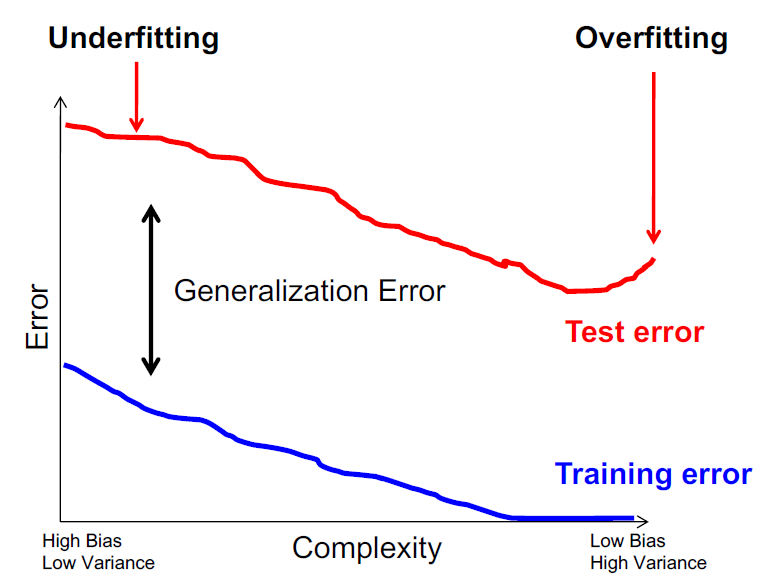 Underfitting
Overfitting
Error
Generalization Error
Test error
Training error
High Bias
Low Variance
Complexity
Low Bias
High Variance